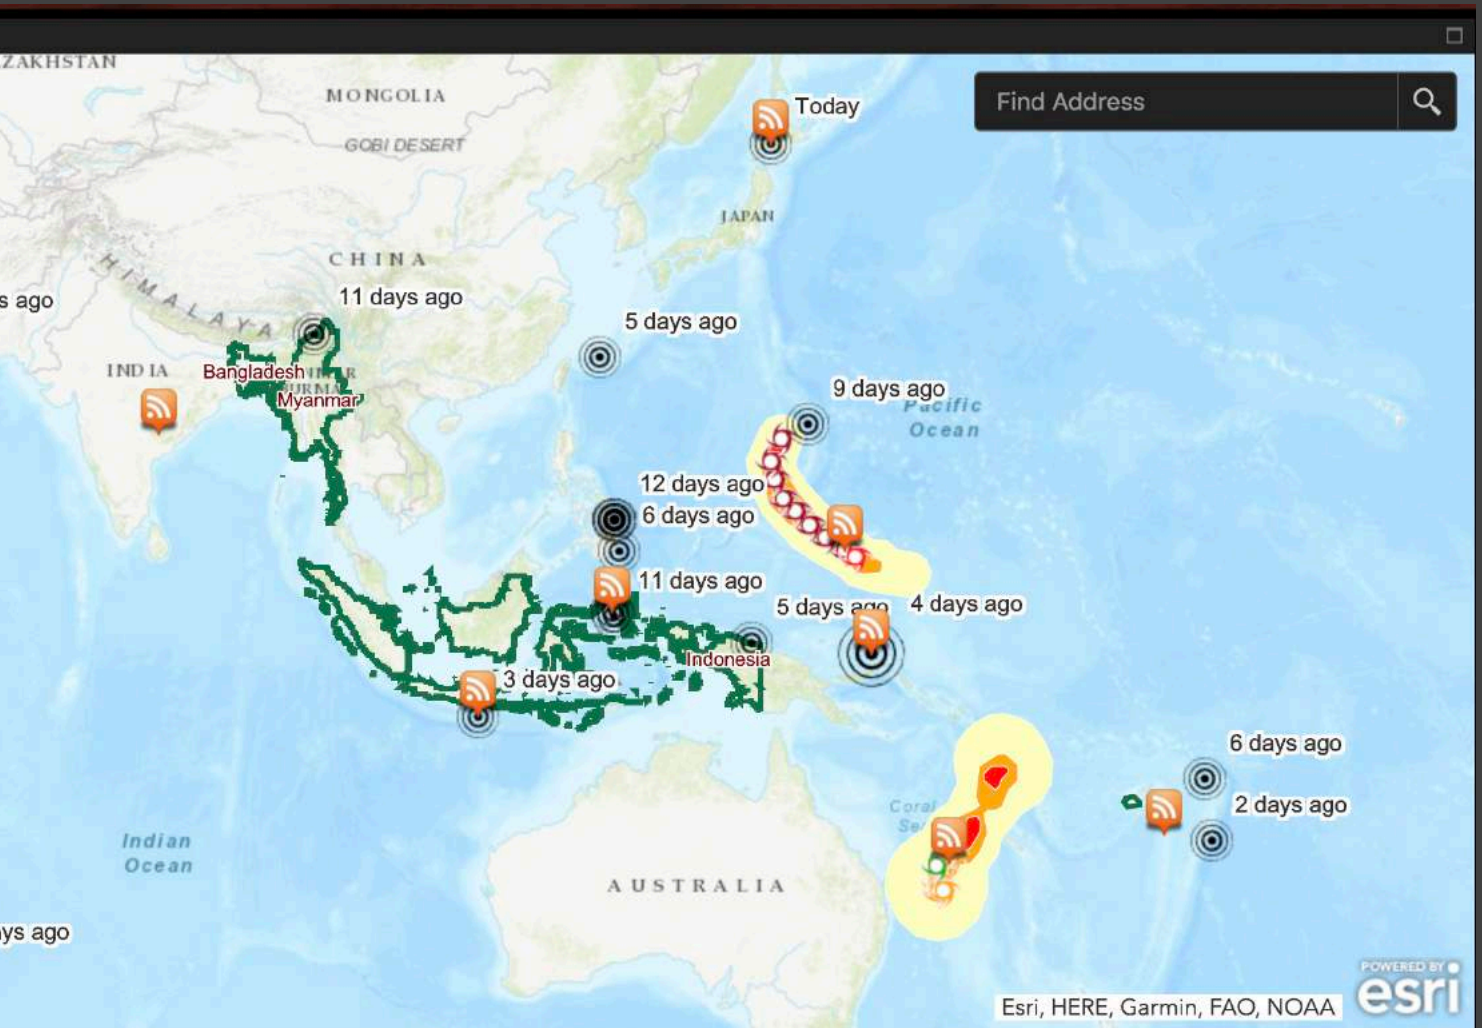 ZAKHSTAN
MONGOLIA
GOBI DESERT
Today
Find Address
JAPAN
CHINA
HIMALAYA
s ago
11 days ago
5 days ago
INDIA
Bangladesh
Myanmar
9 days ago
Pacific
Ocean
12 days ago
6 days ago
11 days ago
5 days ago
4 days ago
Indonesia
3 days ago
6 days ago
2 days ago
Coral
Se
Indian
Ocean
AUSTRALIA
ys ago
POWERED BY
esri
Esri, HERE, Garmin, FAO, NOAA